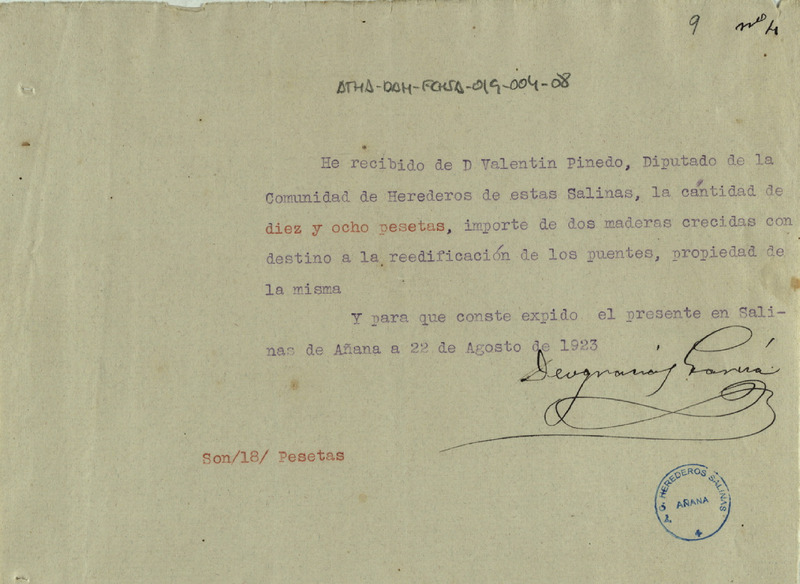 9 nº 4
ATHA-DAH-FCHSA-019-004-08
He recibido de D Valentin Pinedo, Diputado de la
Comunidad de Herederos de estas Salinas, la cántidad de
diez y ocho pesetas, importe de dos maderas crecidas con
destino a la reedificación de los puentes, propiedad de
la misma
Y para que conste expido el presente en Sali-
nas de Añana a 22 de Agosto de 1923
Deogracias García
Son/18/ Pesetas
HEREDEROS SALINAS
AÑANA